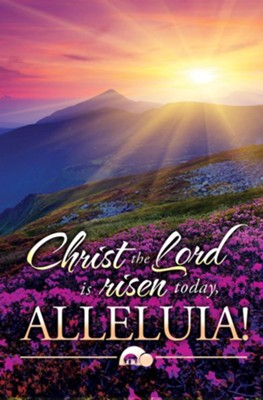 Christ the Lord
is risen today,
ALLELUIA!